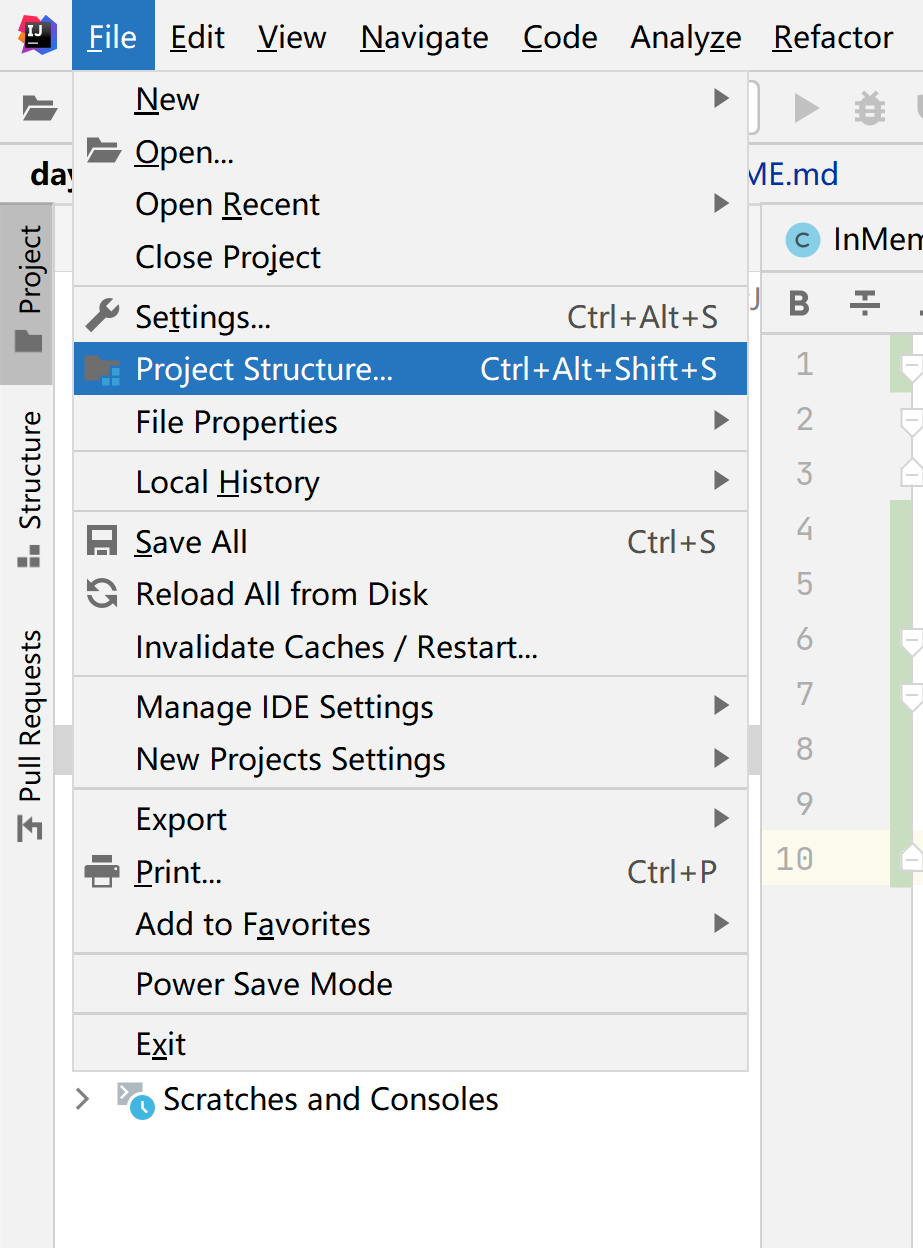 IJ
File Edit View Navigate Code Analyze Refactor
New
Open...
Open Recent
Close Project
Settings... Ctrl+Alt+S
Project Structure... Ctrl+Alt+Shift+S
File Properties
Local History
Save All Ctrl+S
Reload All from Disk
Invalidate Caches / Restart...
Manage IDE Settings
New Projects Settings
Export
Print... Ctrl+P
Add to Favorites
Power Save Mode
Exit
Scratches and Consoles
Project
Structure
Pull Requests
day
ME.md
C InMem
B
1
2
3
4
5
6
7
8
9
10